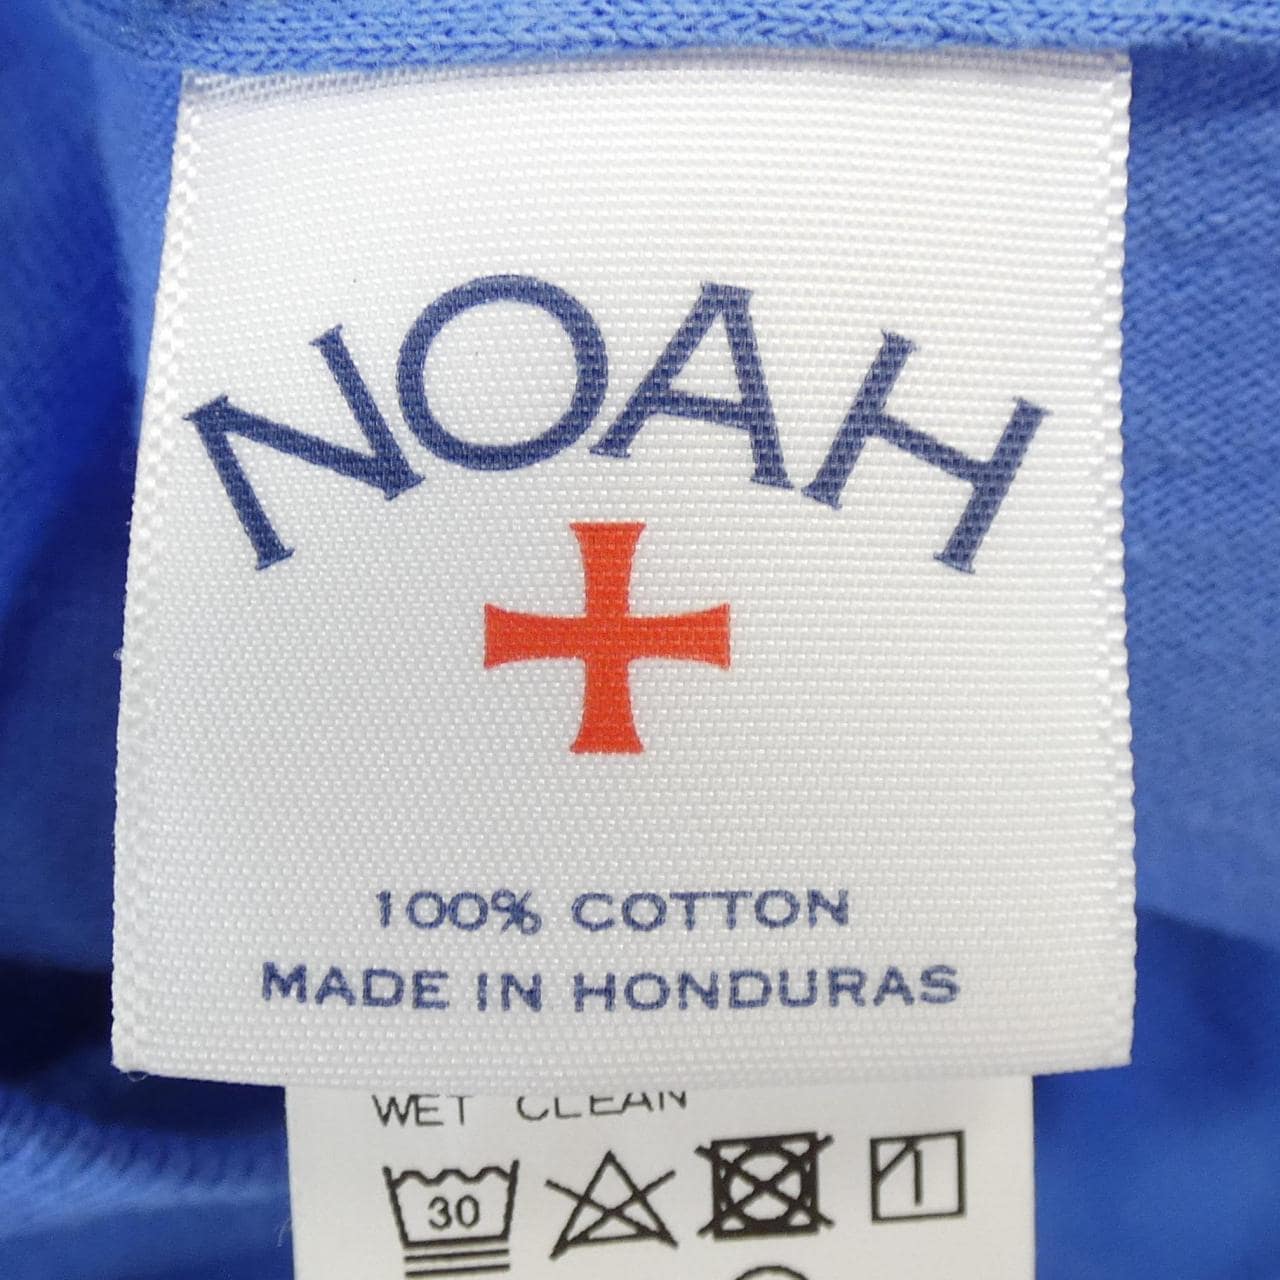 NOAH
100% COTTON
MADE IN HONDURAS
WET CLEAN
30